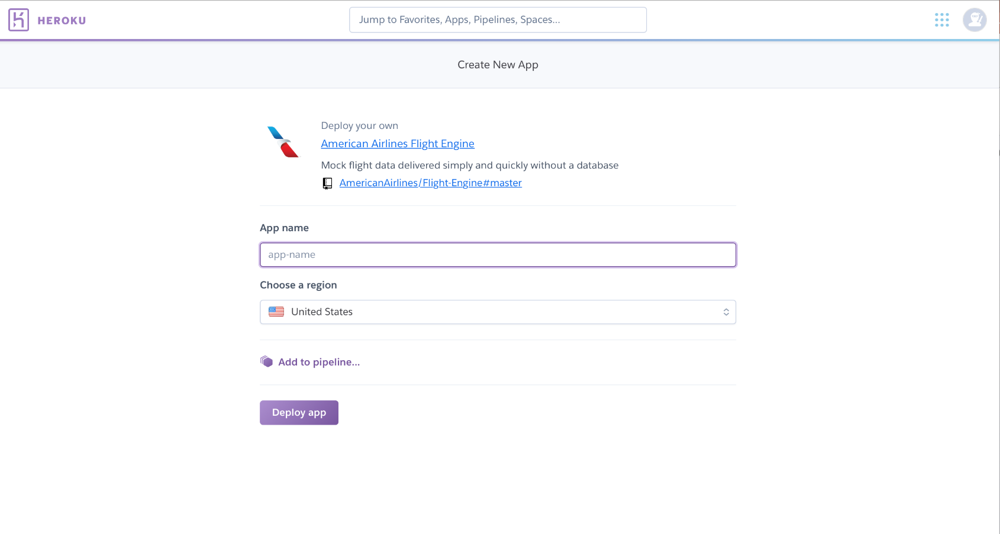 HEROKU
Jump to Favorites, Apps, Pipelines, Spaces...
Create New App
Deploy your own
American Airlines Flight Engine
Mock flight data delivered simply and quickly without a database
AmericanAirlines/Flight-Engine#master
App name
app-name
Choose a region
United States
Add to pipeline...
Deploy app